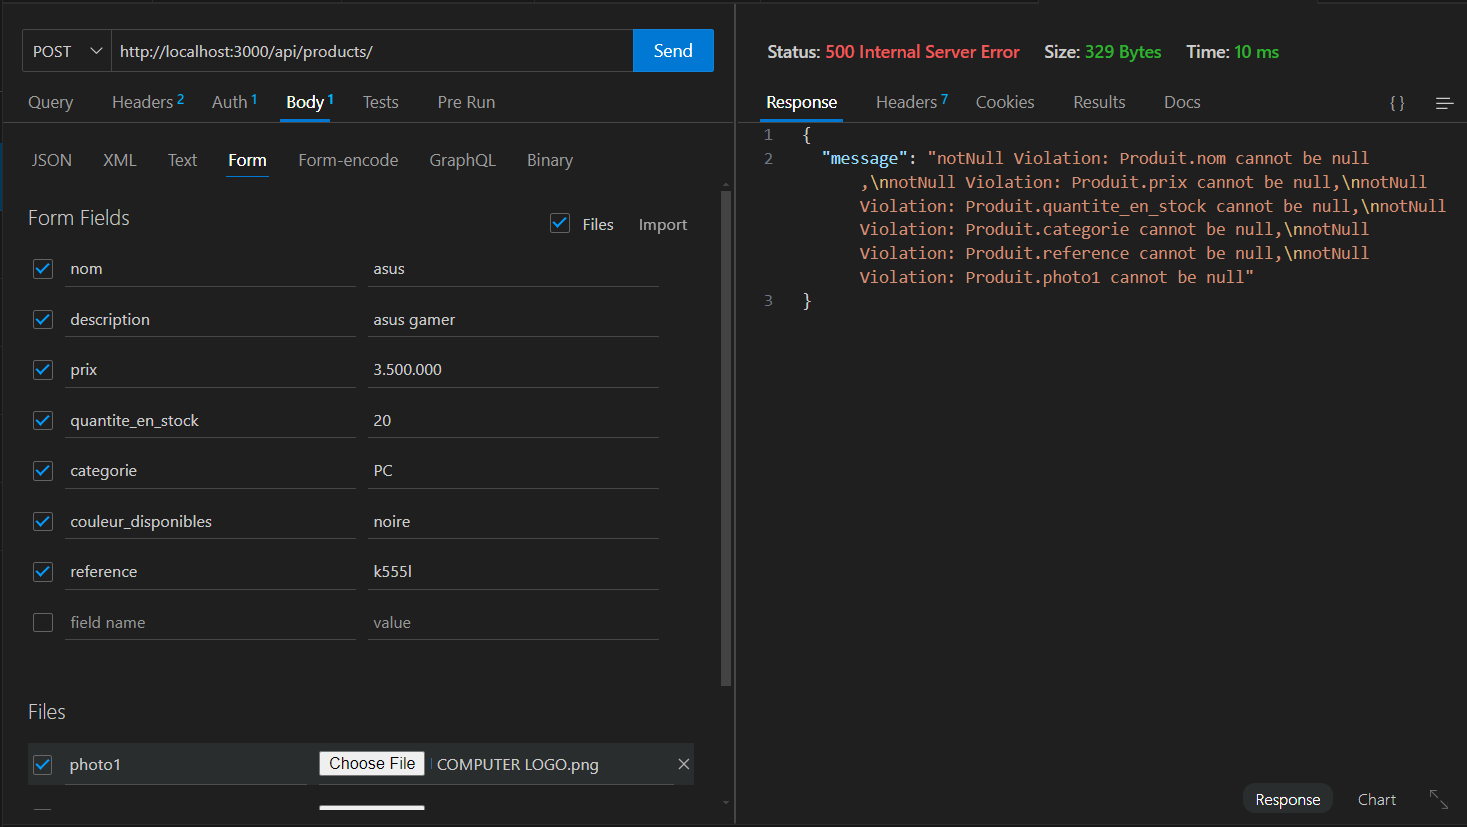 POST
http://localhost:3000/api/products/
Send
Query
Headers 2
Auth 1
Body 1
Tests
Pre Run
JSON
XML
Text
Form
Form-encode
GraphQL
Binary
Form Fields
Files
Import
nom
asus
description
asus gamer
prix
3.500.000
quantite_en_stock
20
categorie
PC
couleur_disponibles
noire
reference
k555l
field name
value
Files
photo1
Choose File
COMPUTER LOGO.png
Status: 500 Internal Server Error
Size: 329 Bytes
Time: 10 ms
Response
Headers 7
Cookies
Results
Docs
{ }
1 {
2 "message": "notNull Violation: Produit.nom cannot be null
,\nnotNull Violation: Produit.prix cannot be null,\nnotNull
Violation: Produit.quantite_en_stock cannot be null,\nnotNull
Violation: Produit.categorie cannot be null,\nnotNull
Violation: Produit.reference cannot be null,\nnotNull
Violation: Produit.photo1 cannot be null"
3 }
Response
Chart